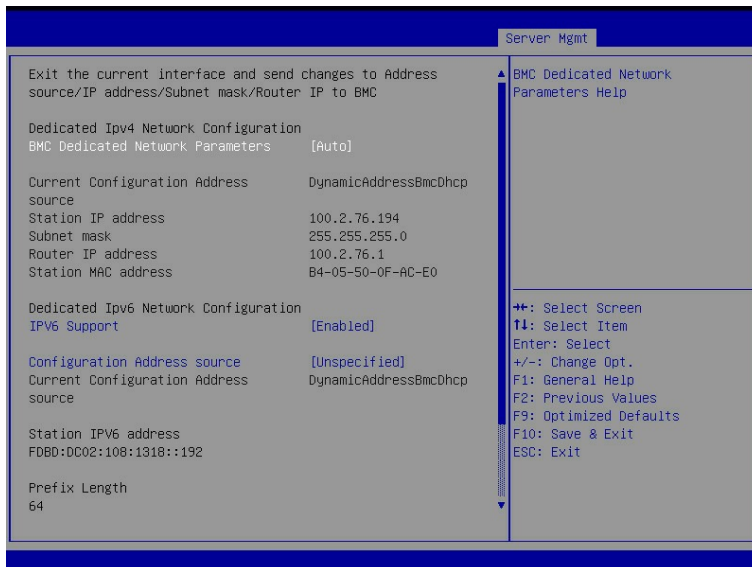 Server Mgmt
Exit the current interface and send changes to Address
source/IP address/Subnet mask/Router IP to BMC
Dedicated Ipv4 Network Configuration
BMC Dedicated Network Parameters [Auto]
Current Configuration Address DynamicAddressBmcDhcp
source
Station IP address 100.2.76.194
Subnet mask 255.255.255.0
Router IP address 100.2.76.1
Station MAC address B4-05-50-0F-AC-E0
Dedicated Ipv6 Network Configuration
IPV6 Support [Enabled]
Configuration Address source [Unspecified]
Current Configuration Address DynamicAddressBmcDhcp
source
Station IPV6 address
FDBD:DC02:108:1318::192
Prefix Length
64
BMC Dedicated Network
Parameters Help
→←: Select Screen
↑↓: Select Item
Enter: Select
+/-: Change Opt.
F1: General Help
F2: Previous Values
F9: Optimized Defaults
F10: Save & Exit
ESC: Exit